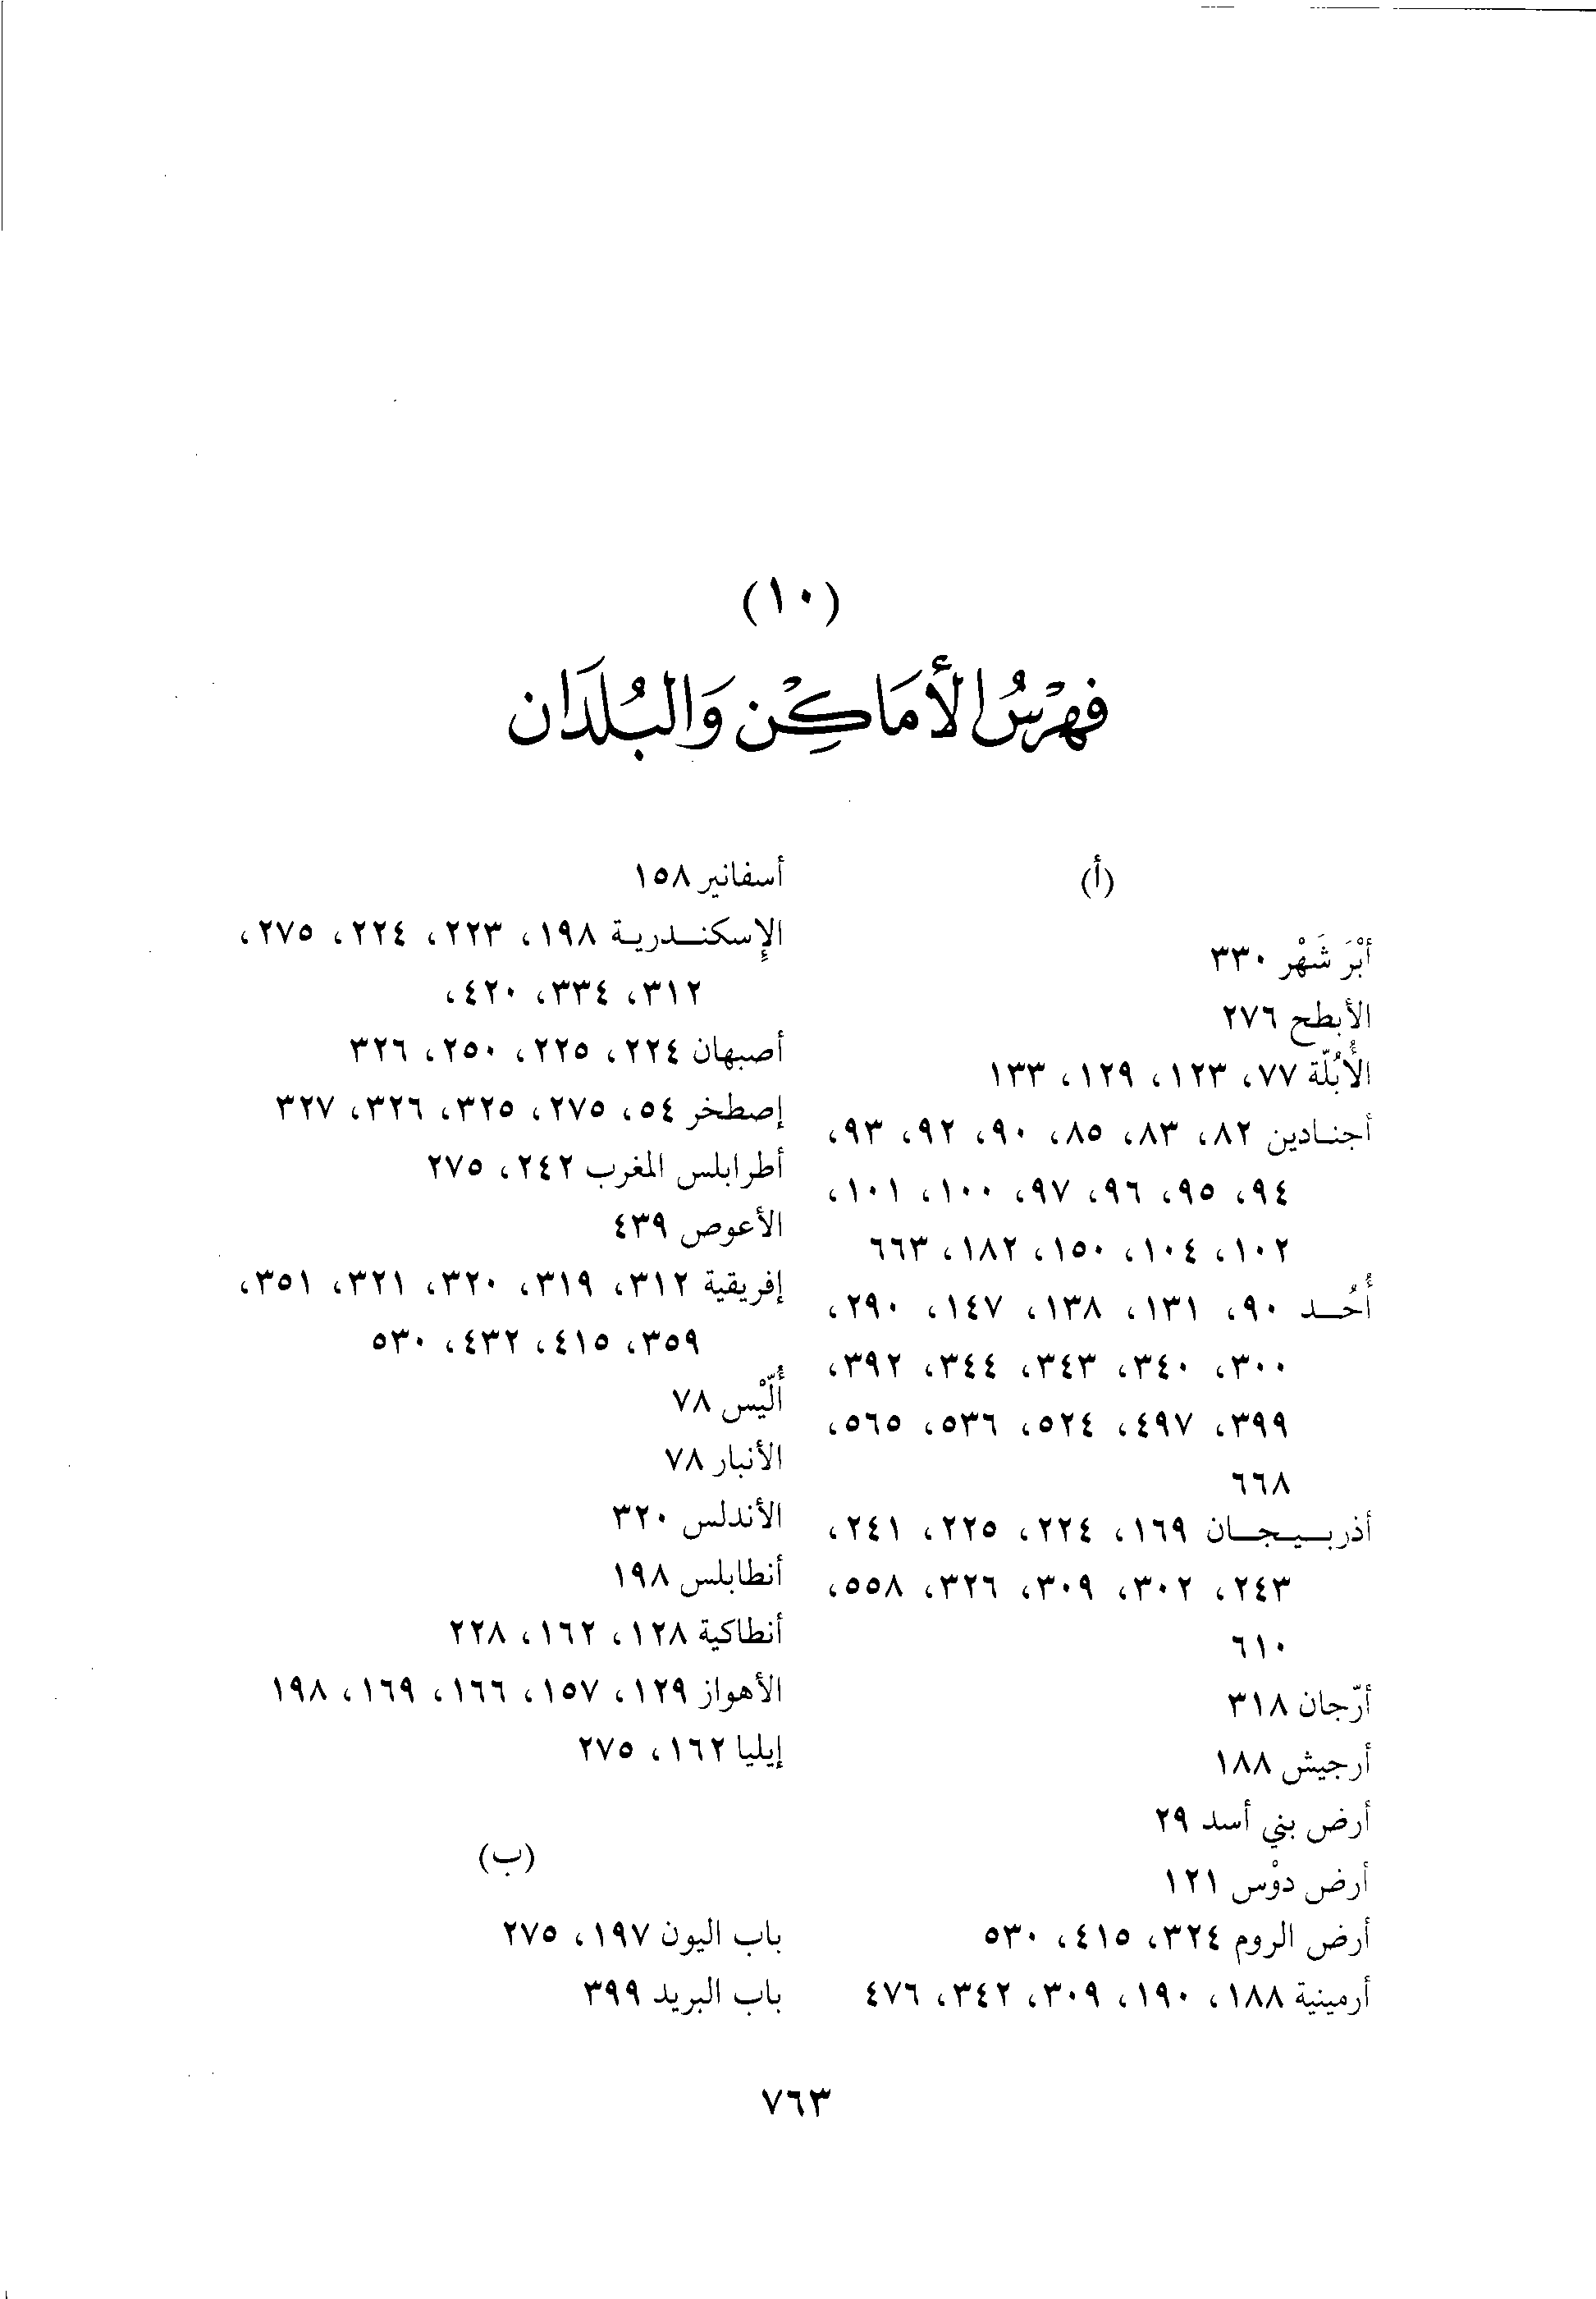 (١٠)
فِهْرِسُ الأَمَاكِنِ وَالبُلدَان
(أ)
أبْرَ شَهْر ٣٣٠
الأبطح ٢٧٦
الأُبُلّة ٧٧، ١٢٣، ١٢٩، ١٣٣
أجنادين ٨٢، ٨٣، ٨٥، ٩٠، ٩٢، ٩٣،
٩٤، ٩٥، ٩٦، ٩٧، ١٠٠، ١٠١،
١٠٢، ١٠٤، ١٥٠، ١٨٢، ٦٦٣
أُحُد ٩٠، ١٣١، ١٣٨، ١٤٧، ٢٩٠،
٣٠٠، ٣٤٠، ٣٤٣، ٣٤٤، ٣٩٢،
٣٩٩، ٤٩٧، ٥٢٤، ٥٣٦، ٥٦٥،
٦٦٨
أذربيجان ١٦٩، ٢٢٤، ٢٢٥، ٢٤١،
٢٤٣، ٣٠٢، ٣٠٩، ٣٢٦، ٥٥٨،
٦١٠
أرّجان ٣١٨
أرجيش ١٨٨
أرض بني أسد ٢٩
أرض دوْس ١٢١
أرض الروم ٣٢٤، ٤١٥، ٥٣٠
أرمينية ١٨٨، ١٩٠، ٣٠٩، ٣٤٢، ٤٧٦
أسفانير ١٥٨
الإسكندرية ١٩٨، ٢٢٣، ٢٢٤، ٢٧٥،
٣١٢، ٣٣٤، ٤٢٠،
أصبهان ٢٢٤، ٢٢٥، ٢٥٠، ٣٢٦
إصطخر ٥٤، ٢٧٥، ٣٢٥، ٣٢٦، ٣٢٧
أطرابلس المغرب ٢٤٢، ٢٧٥
الأعوص ٤٣٩
إفريقية ٣١٢، ٣١٩، ٣٢٠، ٣٢١، ٣٥١،
٣٥٩، ٤١٥، ٤٣٢، ٥٣٠
أُلّيْس ٧٨
الأنبار ٧٨
الأندلس ٣٢٠
أنطابلس ١٩٨
أنطاكية ١٢٨، ١٦٢، ٢٢٨
الأهواز ١٢٩، ١٥٧، ١٦٦، ١٦٩، ١٩٨
إيليا ١٦٢، ٢٧٥
(ب)
باب اليون ١٩٧، ٢٧٥
باب البريد ٣٩٩
٧٦٣